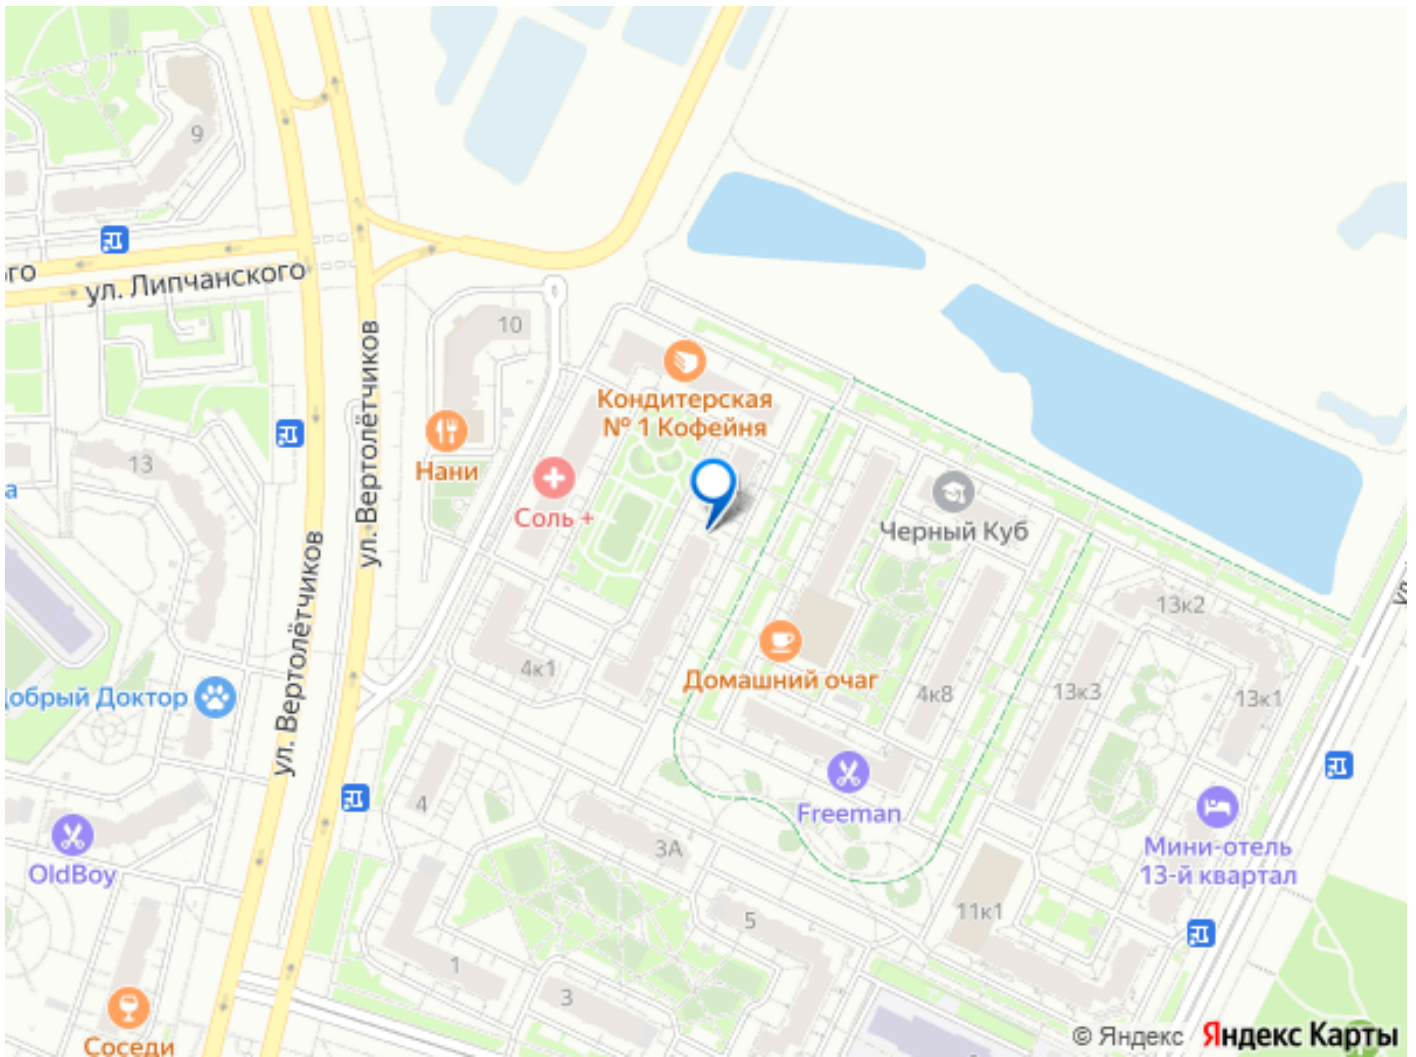 9
ого
ул. Липчанского
10
ул. Вертолётчиков
Кондитерская
№ 1 Кофейня
13
Нани
а
Соль +
Черный Куб
ул. Вертолётчиков
13к2
4к1
Домашний очаг
4к8
13к3
13к1
Добрый Доктор
4
Freeman
3А
Мини-отель
13-й квартал
OldBoy
11к1
5
1
3
Соседи
© Яндекс Яндекс Карты